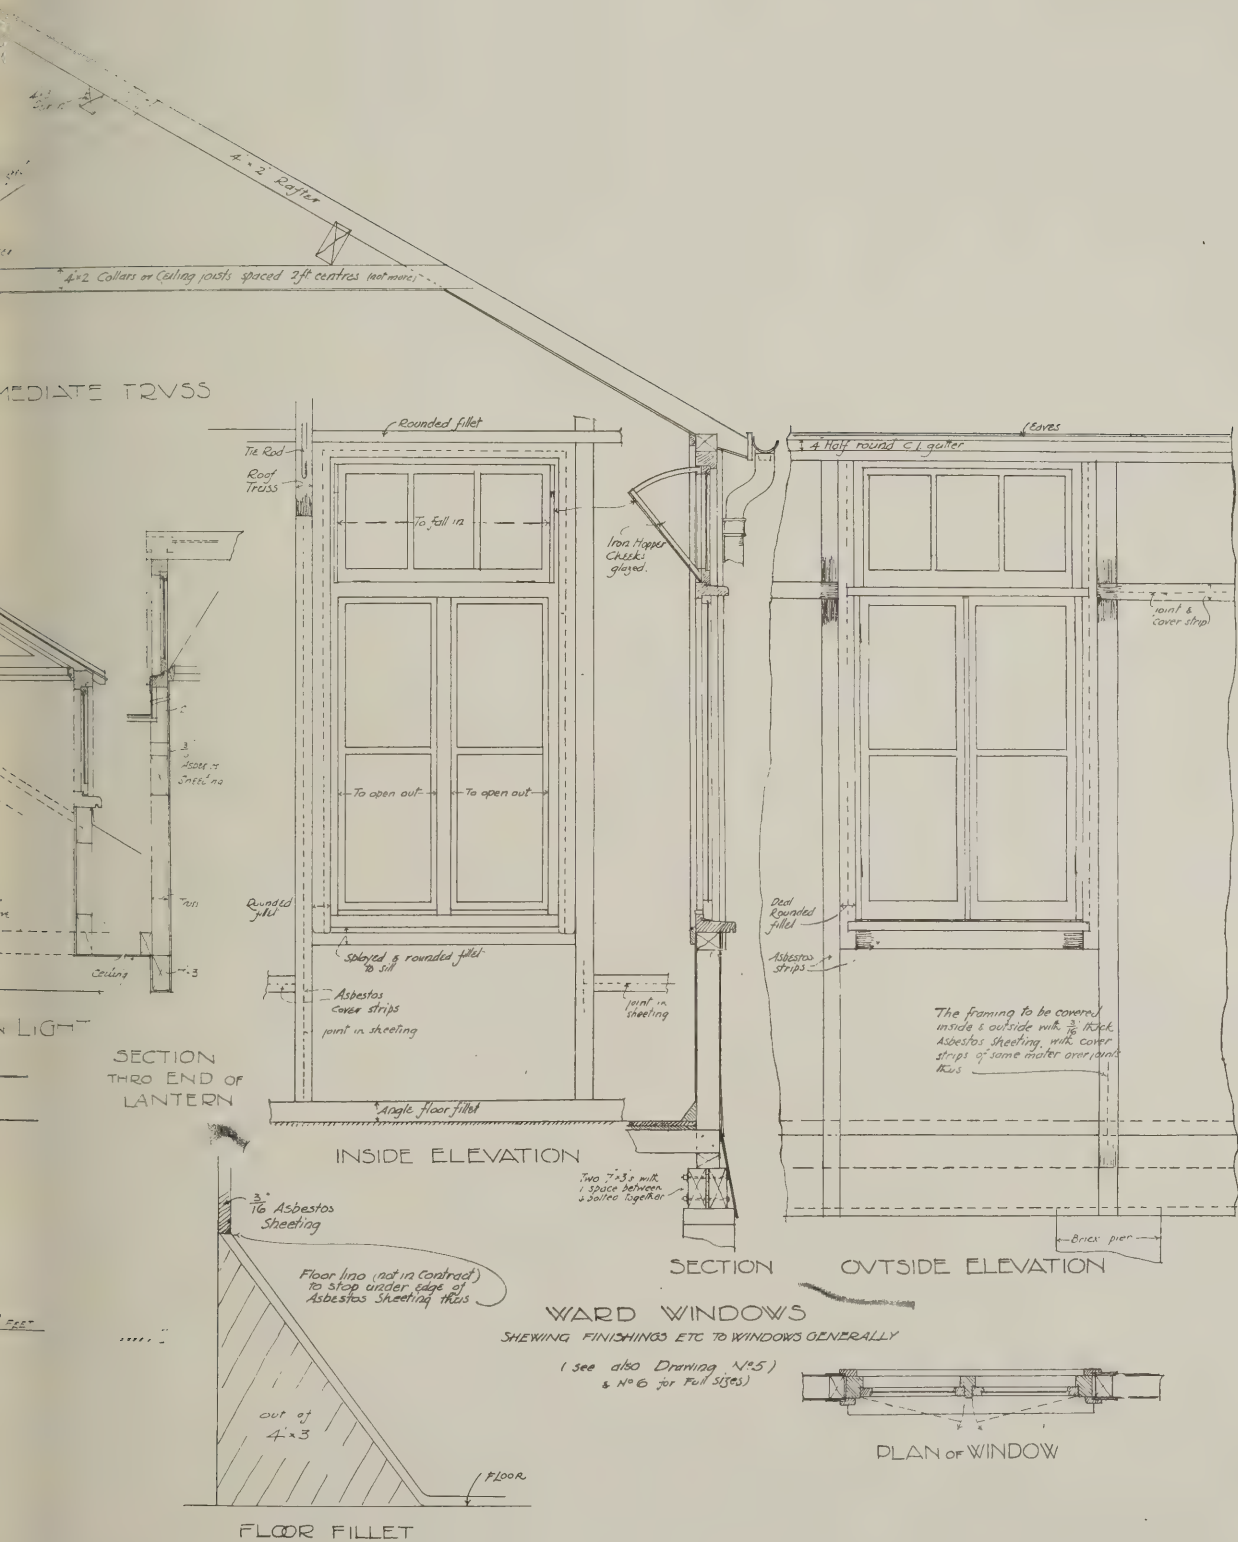 4" × 2" Rafter
4"×2 Collars or Ceiling joists spaced 2ft centres (not more)
MEDIATE TRVSS
Rounded fillet
Tie Rod
Roof
Truss
To fall in
Iron Hopper
Cheeks
glazed.
Eaves
4" Half round C.I. gutter
joint &
cover strip
3"
Truss
Ceiling
To open out
To open out
Rounded
fillet
Splayed & rounded fillet
to sill
Asbestos
cover strips
joint in sheeting
joint in
sheeting
Deal
Rounded
fillet
Asbestos
strips
The framing to be covered
inside & outside with 3/16" thick
Asbestos Sheeting, with cover
strips of same mater over joints
thus
LIGHT
SECTION
THRO END OF
LANTERN
Angle floor fillet
INSIDE ELEVATION
Two 7"×3's with
1" space between
& bolted together
Brick pier
SECTION
OVTSIDE ELEVATION
3/16" Asbestos
Sheeting
Floor lino (not in Contract)
to stop under edge of
Asbestos Sheeting thus
WARD WINDOWS
SHEWING FINISHINGS ETC TO WINDOWS GENERALLY
(see also Drawing Nº5)
& Nº6 for Full sizes)
FEET
out of
4"×3
FLOOR
FLOOR FILLET
PLAN OF WINDOW